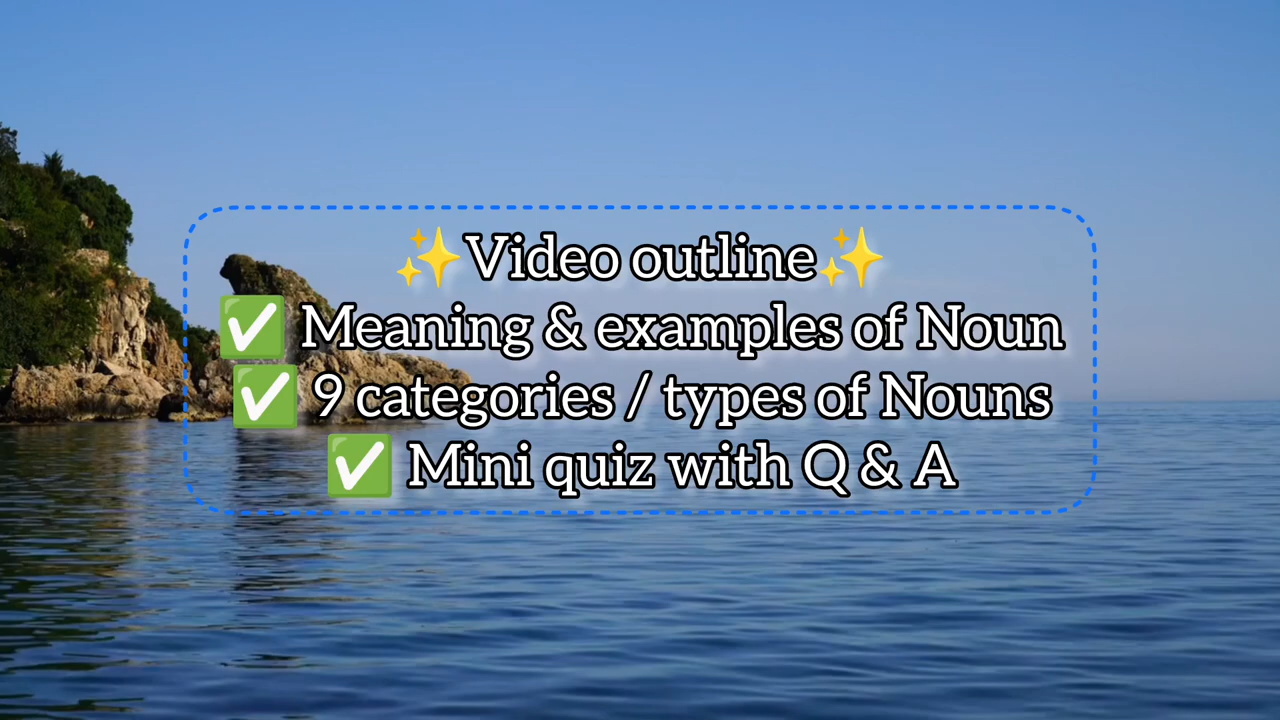 ✨Video outline✨
✅ Meaning & examples of Noun
✅ 9 categories / types of Nouns
✅ Mini quiz with Q & A